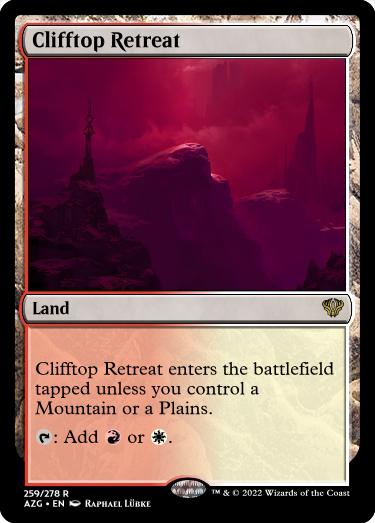 Clifftop Retreat
Land
Clifftop Retreat enters the battlefield
tapped unless you control a
Mountain or a Plains.
: Add or .
259/278 R
AZG • EN Raphael Lübke
™ & © 2022 Wizards of the Coast